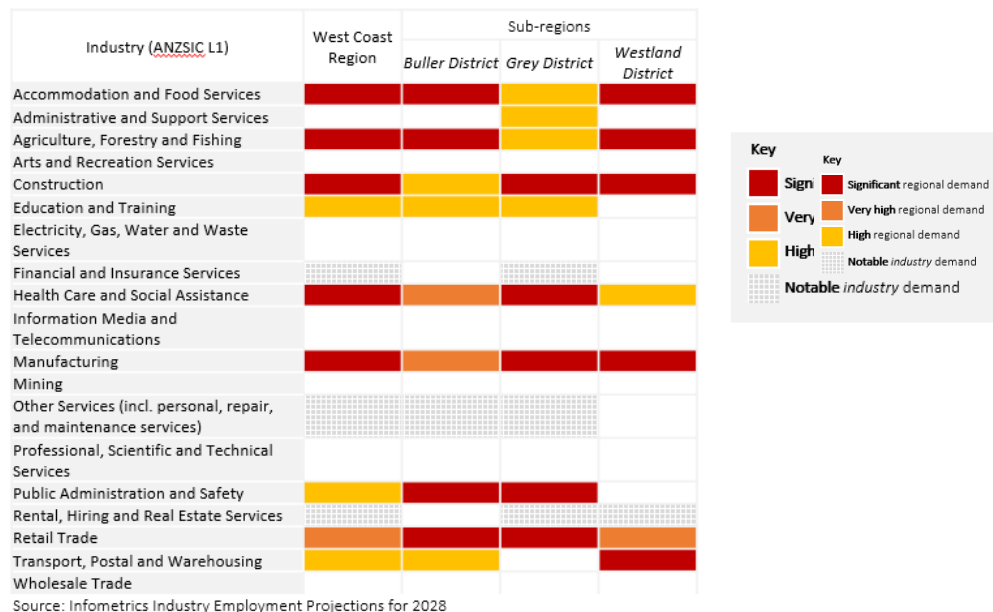 Industry (ANZSIC L1)
West Coast
Region
Sub-regions
Buller District
Grey District
Westland
District
Accommodation and Food Services
Administrative and Support Services
Agriculture, Forestry and Fishing
Arts and Recreation Services
Construction
Education and Training
Electricity, Gas, Water and Waste
Services
Financial and Insurance Services
Health Care and Social Assistance
Information Media and
Telecommunications
Manufacturing
Mining
Other Services (incl. personal, repair,
and maintenance services)
Professional, Scientific and Technical
Services
Public Administration and Safety
Rental, Hiring and Real Estate Services
Retail Trade
Transport, Postal and Warehousing
Wholesale Trade
Source: Infometrics Industry Employment Projections for 2028
Key
Very
High
Notable industry demand
Key
Significant regional demand
Very high regional demand
High regional demand
Notable industry demand